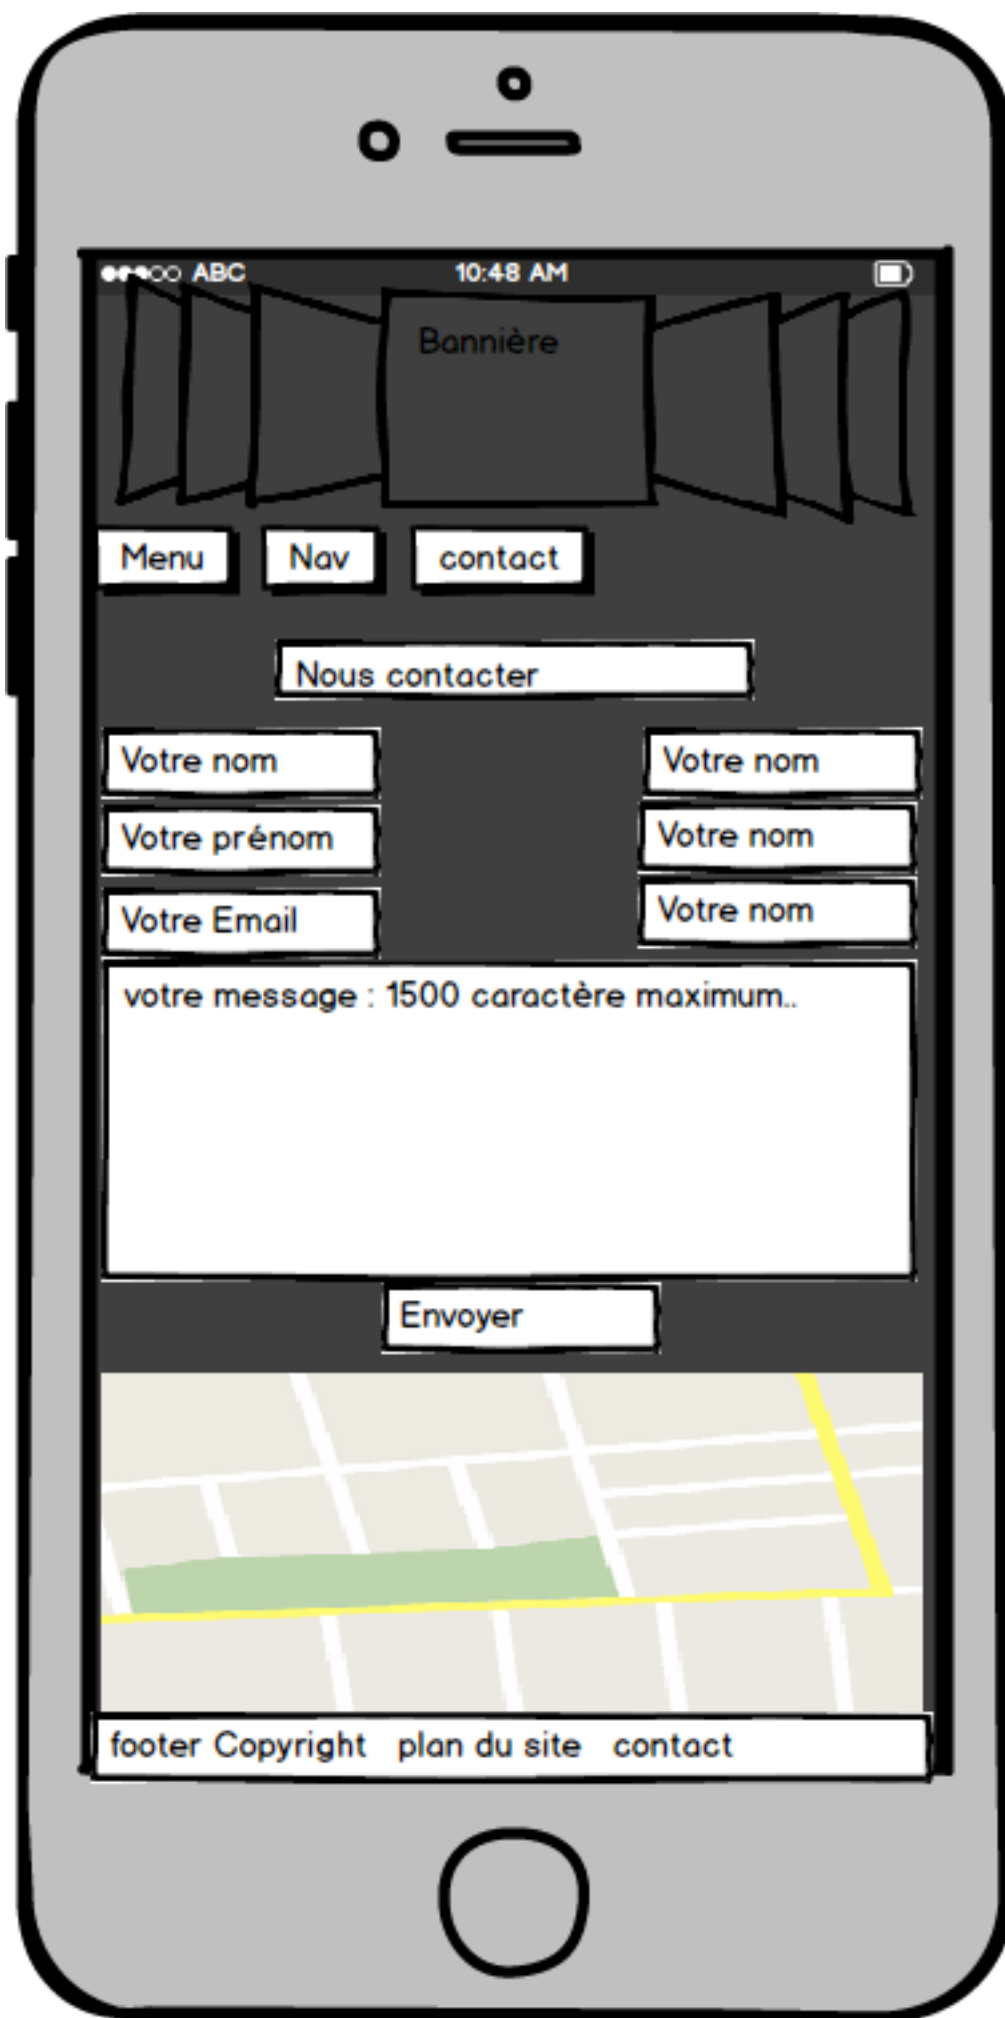 ABC 10:48 AM
Bannière
Menu Nav contact
Nous contacter
Votre nom Votre nom
Votre prénom Votre nom
Votre Email Votre nom
votre message : 1500 caractère maximum..
Envoyer
footer Copyright plan du site contact